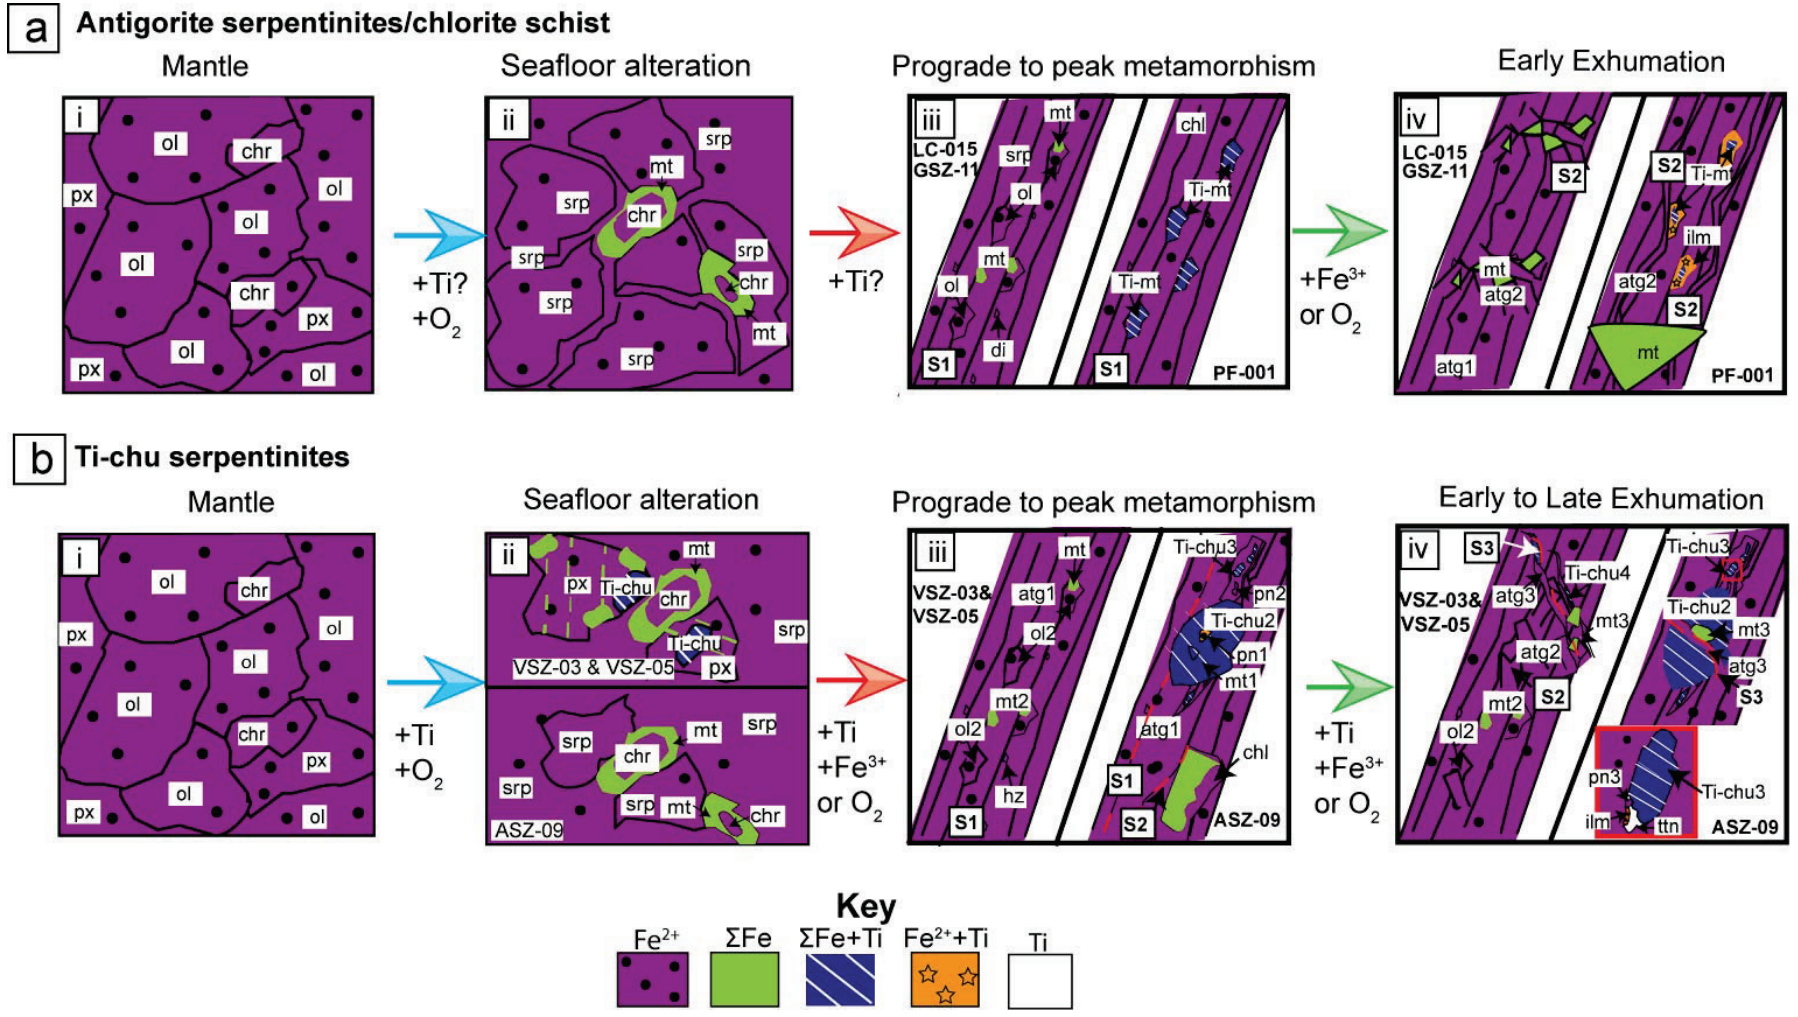 a Antigorite serpentinites/chlorite schist
Mantle
Seafloor alteration
Prograde to peak metamorphism
Early Exhumation
i
ol
chr
px
ol
ol
ol
chr
px
ol
px
ol
+Ti?
+O₂
ii
srp
mt
srp
chr
srp
srp
chr
srp
mt
srp
+Ti?
iii
LC-015
GSZ-11
mt
srp
ol
mt
ol
di
S1
chl
Ti-mt
Ti-mt
S1
PF-001
+Fe³⁺
or O₂
iv
LC-015
GSZ-11
S2
mt
atg2
atg1
S2
Ti-mt
ilm
atg2
S2
mt
PF-001
b Ti-chu serpentinites
Mantle
Seafloor alteration
Prograde to peak metamorphism
Early to Late Exhumation
i
ol
chr
px
ol
ol
ol
chr
px
ol
px
ol
+Ti
+O₂
ii
mt
px
Ti-chu
chr
Ti-chu
srp
VSZ-03 & VSZ-05
px
srp
mt
srp
chr
srp
srp
mt
chr
ASZ-09
+Ti
+Fe³⁺
or O₂
iii
VSZ-03&
VSZ-05
mt
atg1
ol2
mt2
ol2
hz
S1
Ti-chu3
pn2
Ti-chu2
pn1
mt1
atg1
chl
S1
S2
ASZ-09
+Ti
+Fe³⁺
or O₂
iv
S3
VSZ-03&
VSZ-05
Ti-chu4
atg3
mt3
atg2
S2
mt2
ol2
Ti-chu3
Ti-chu2
mt3
atg3
S3
pn3
Ti-chu3
ilm
ttn
ASZ-09
Key
Fe²⁺
ΣFe
ΣFe+Ti
Fe²⁺+Ti
Ti